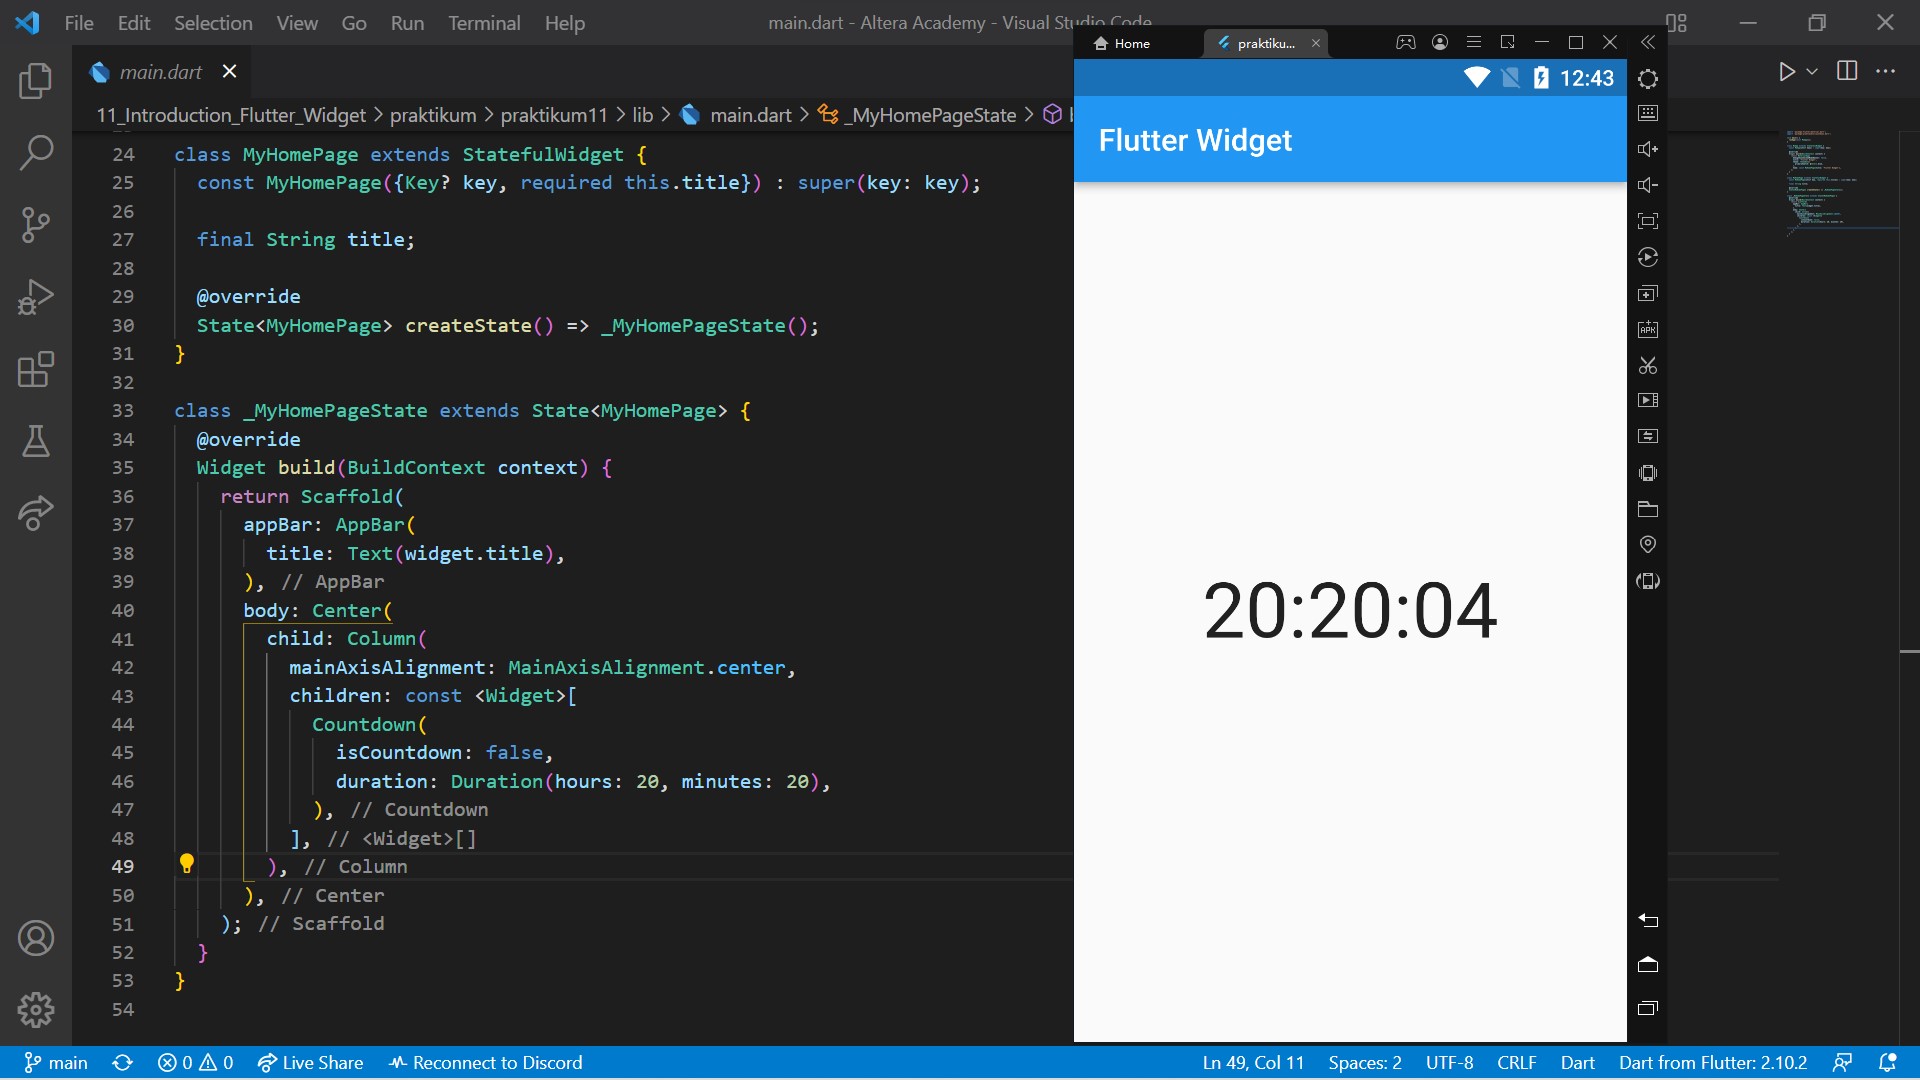 File Edit Selection View Go Run Terminal Help
main.dart - Altera Academy - Visual Studio Code
main.dart
11_Introduction_Flutter_Widget > praktikum > praktikum11 > lib > main.dart > _MyHomePageState >
24 class MyHomePage extends StatefulWidget {
25 const MyHomePage({Key? key, required this.title}) : super(key: key);
26
27 final String title;
28
29 @override
30 State<MyHomePage> createState() => _MyHomePageState();
31 }
32
33 class _MyHomePageState extends State<MyHomePage> {
34 @override
35 Widget build(BuildContext context) {
36 return Scaffold(
37 appBar: AppBar(
38 title: Text(widget.title),
39 ), // AppBar
40 body: Center(
41 child: Column(
42 mainAxisAlignment: MainAxisAlignment.center,
43 children: const <Widget>[
44 Countdown(
45 isCountdown: false,
46 duration: Duration(hours: 20, minutes: 20),
47 ), // Countdown
48 ], // <Widget>[]
49 ), // Column
50 ), // Center
51 ); // Scaffold
52 }
53 }
54
Home praktiku...
12:43
Flutter Widget
20:20:04
APK
main 0 0 Live Share Reconnect to Discord
Ln 49, Col 11 Spaces: 2 UTF-8 CRLF Dart Dart from Flutter: 2.10.2